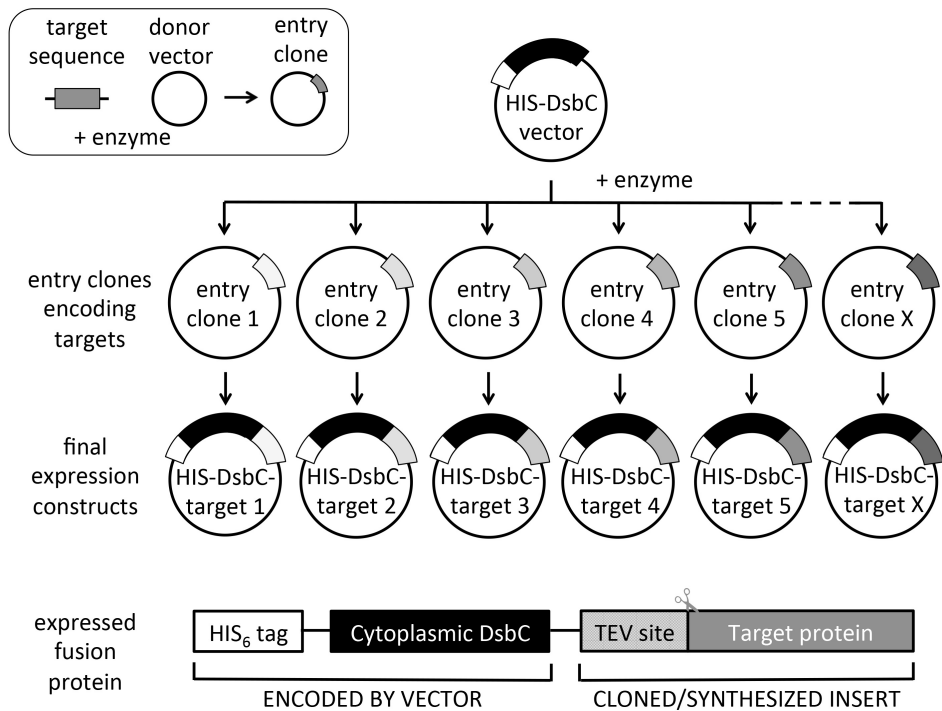 target
sequence
donor
vector
entry
clone
+ enzyme
HIS-DsbC
vector
+ enzyme
entry clones
encoding
targets
entry
clone 1
entry
clone 2
entry
clone 3
entry
clone 4
entry
clone 5
entry
clone X
final
expression
constructs
HIS-DsbC-
target 1
HIS-DsbC-
target 2
HIS-DsbC-
target 3
HIS-DsbC-
target 4
HIS-DsbC-
target 5
HIS-DsbC-
target X
expressed
fusion
protein
HIS₆ tag
Cytoplasmic DsbC
TEV site
Target protein
ENCODED BY VECTOR
CLONED/SYNTHESIZED INSERT